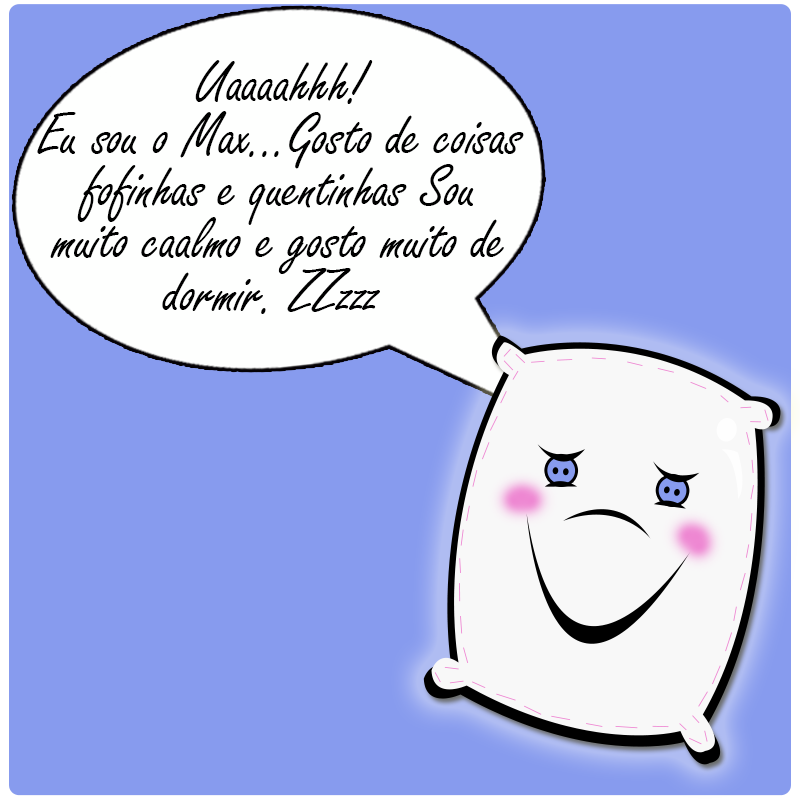 Uaaaahhh!
Eu sou o Max...Gosto de coisas
fofinhas e quentinhas Sou
muito caalmo e gosto muito de
dormir. ZZzzz